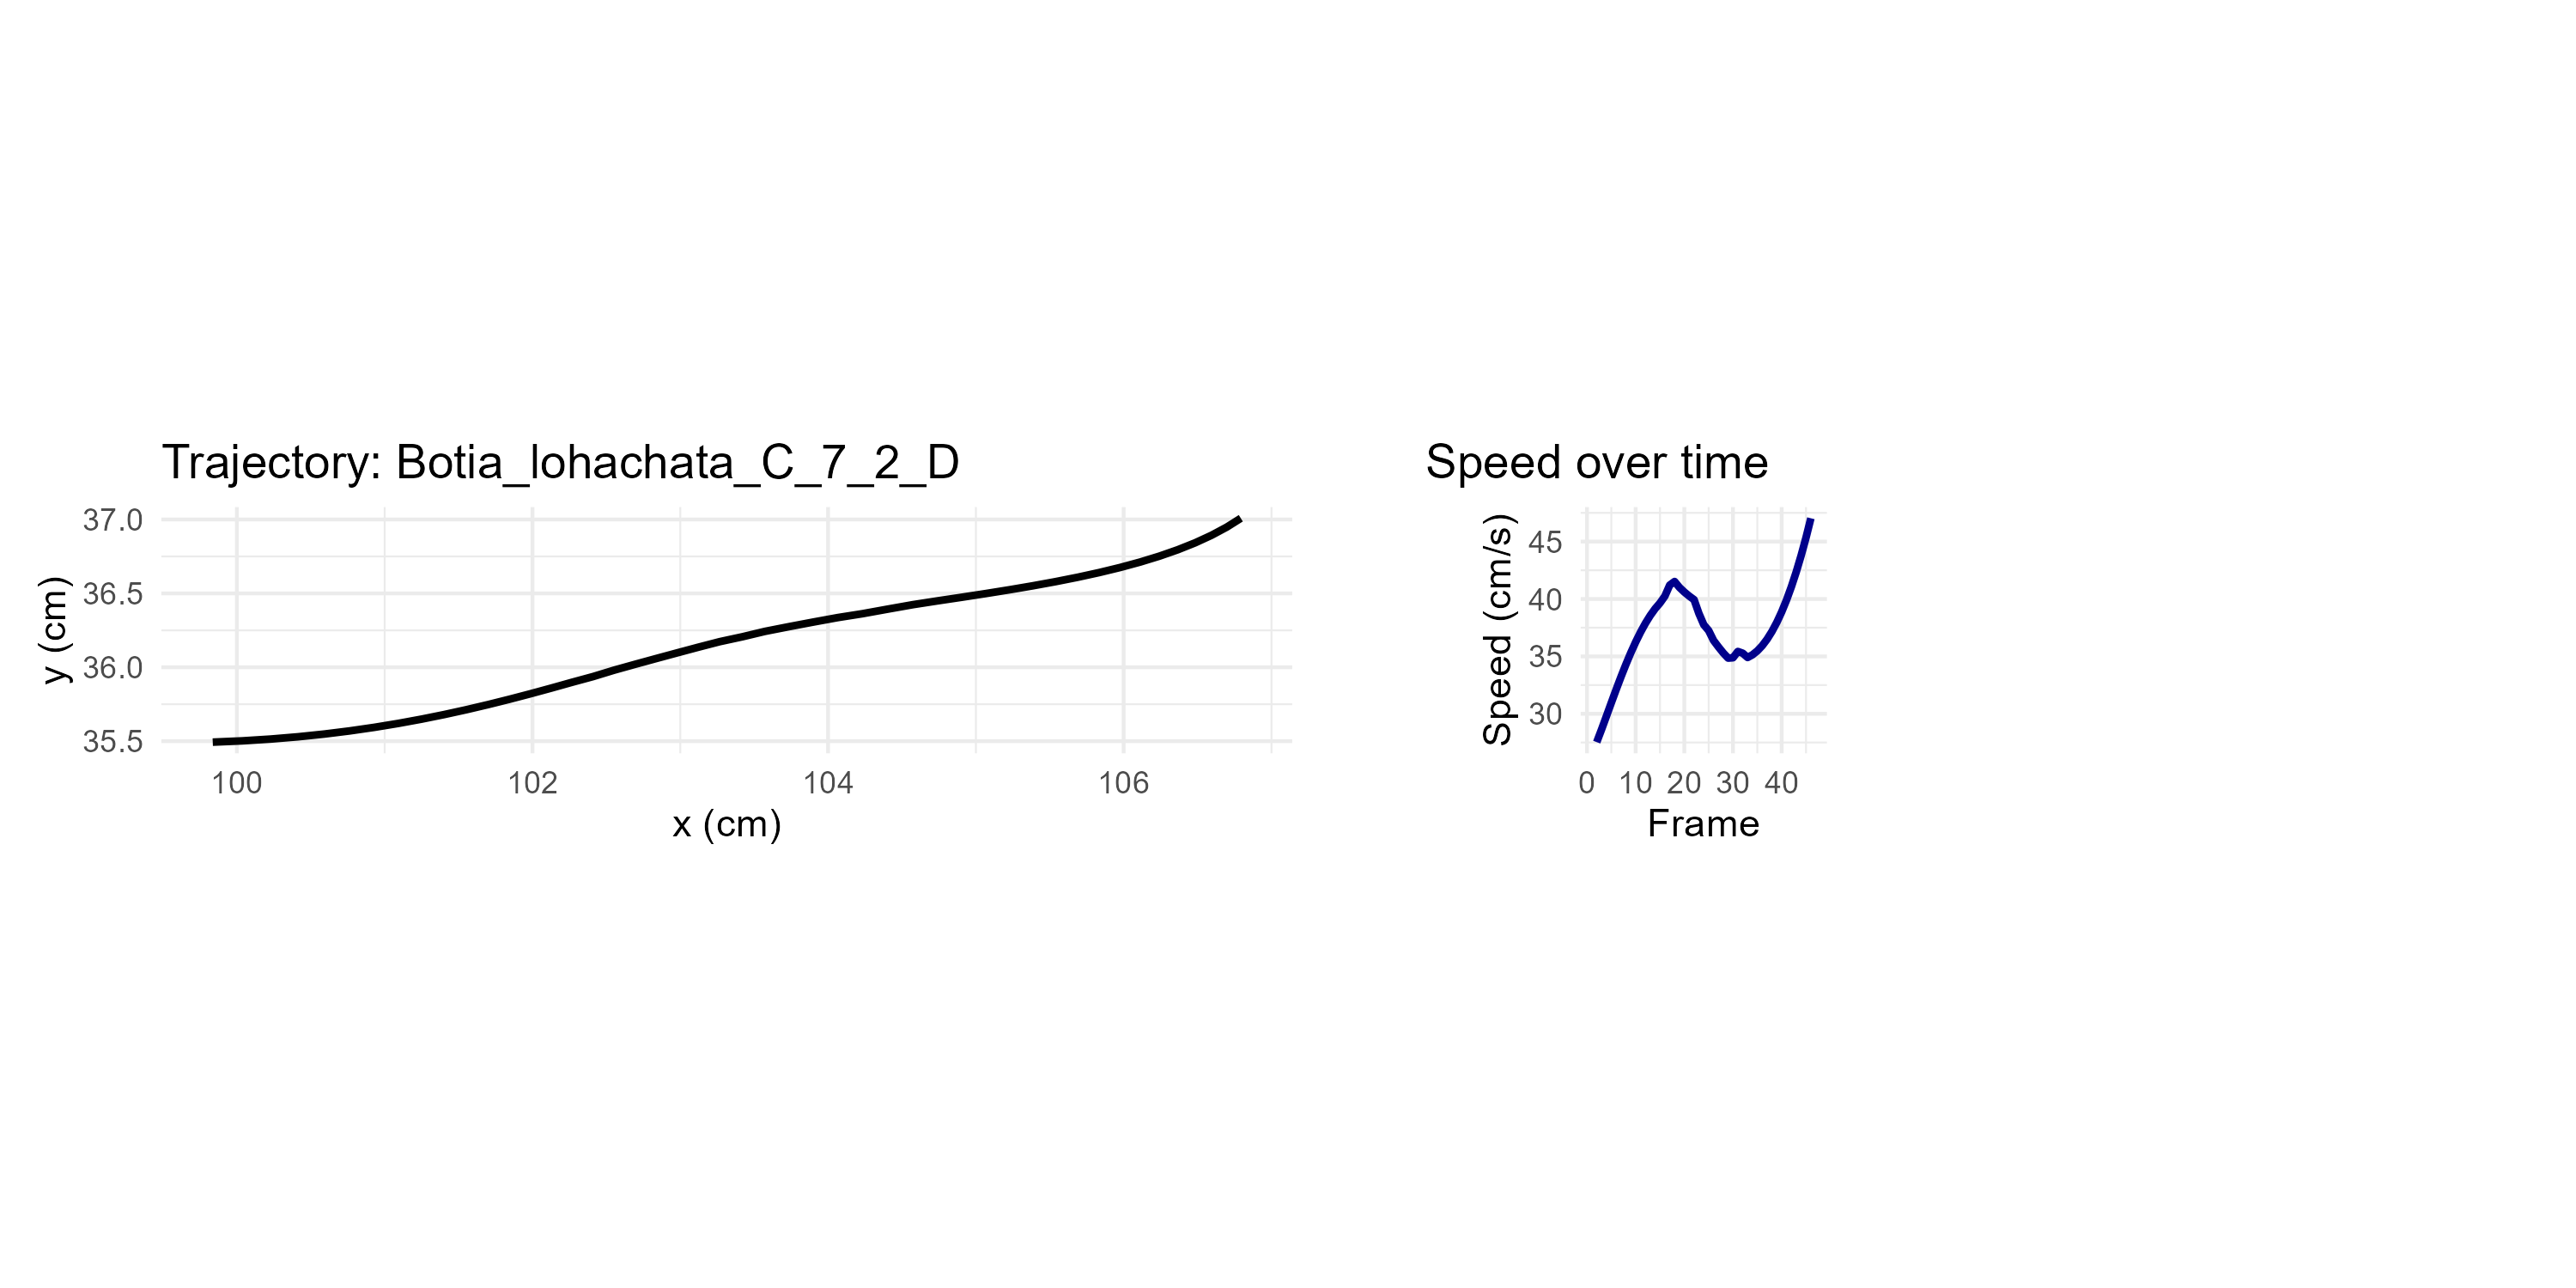 Trajectory: Botia_lohachata_C_7_2_D
37.0
36.5
36.0
35.5
y (cm)
100 102 104 106
x (cm)
Speed over time
45
40
35
30
Speed (cm/s)
0 10 20 30 40
Frame